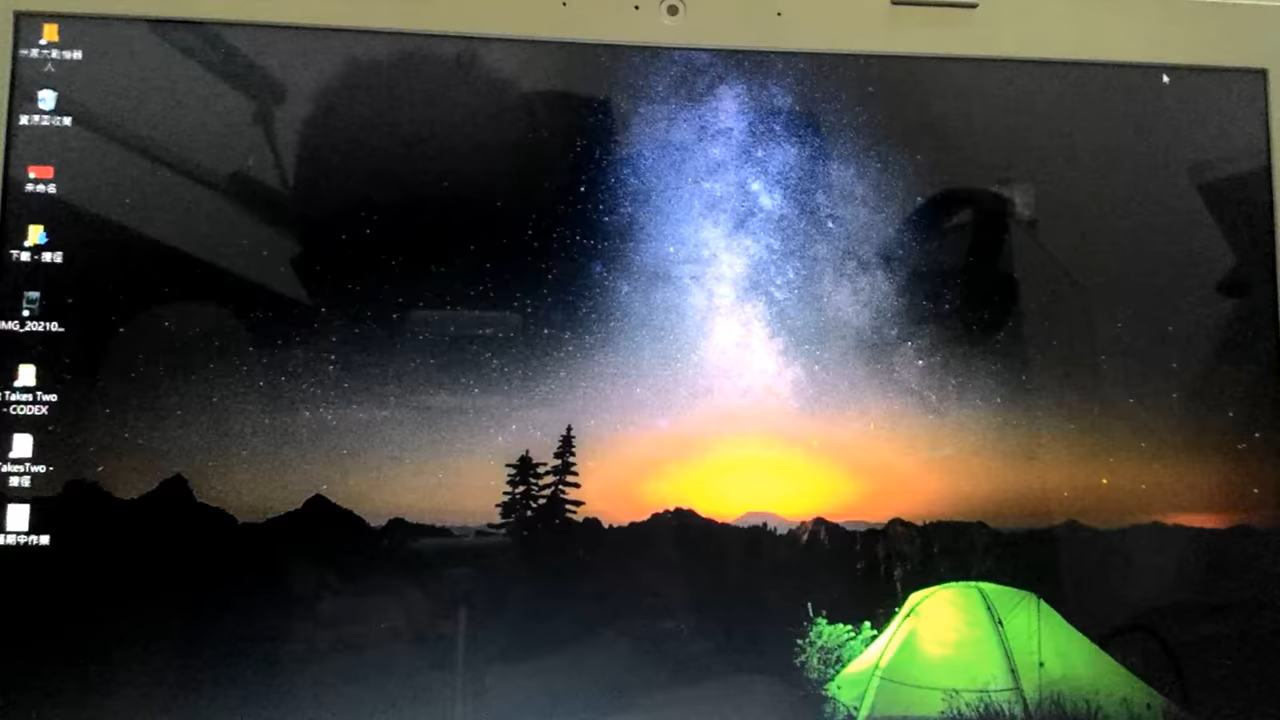 人
資源回收筒
未命名
下載 - 捷徑
IMG_20210...
Takes Two
- CODEX
TakesTwo -
捷徑
期中作業